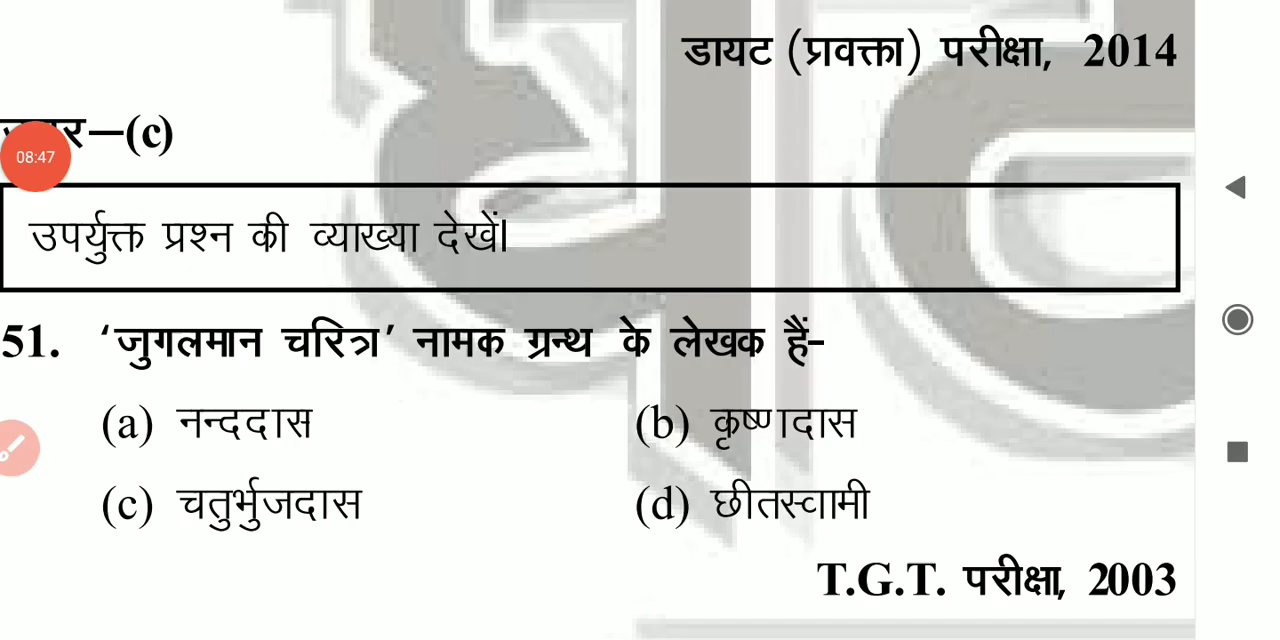 डायट (प्रवक्ता) परीक्षा, 2014
–(c)
08:47
उपर्युक्त प्रश्न की व्याख्या देखें।
51. 'जुगलमान चरित्र' नामक ग्रन्थ के लेखक हैं-
(a) नन्ददास (b) कृष्णदास
(c) चतुर्भुजदास (d) छीतस्वामी
T.G.T. परीक्षा, 2003